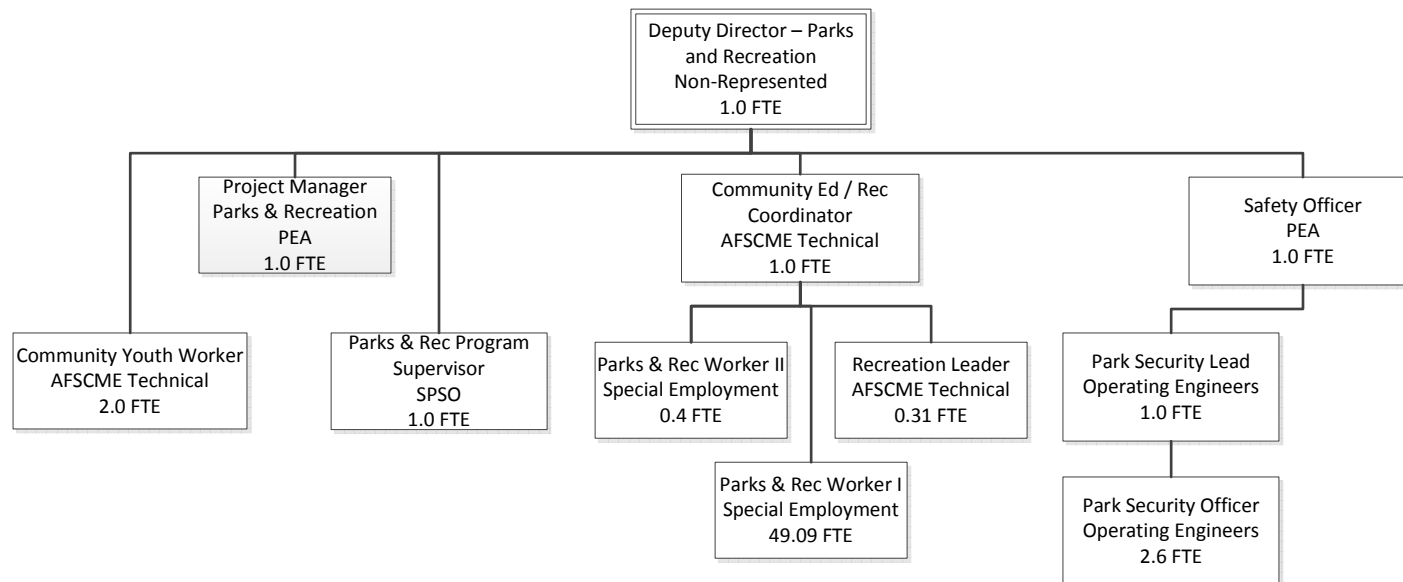 Deputy Director – Parks
and Recreation
Non-Represented
1.0 FTE
Project Manager
Parks & Recreation
PEA
1.0 FTE
Community Ed / Rec
Coordinator
AFSCME Technical
1.0 FTE
Safety Officer
PEA
1.0 FTE
Community Youth Worker
AFSCME Technical
2.0 FTE
Parks & Rec Program
Supervisor
SPSO
1.0 FTE
Parks & Rec Worker II
Special Employment
0.4 FTE
Recreation Leader
AFSCME Technical
0.31 FTE
Park Security Lead
Operating Engineers
1.0 FTE
Parks & Rec Worker I
Special Employment
49.09 FTE
Park Security Officer
Operating Engineers
2.6 FTE